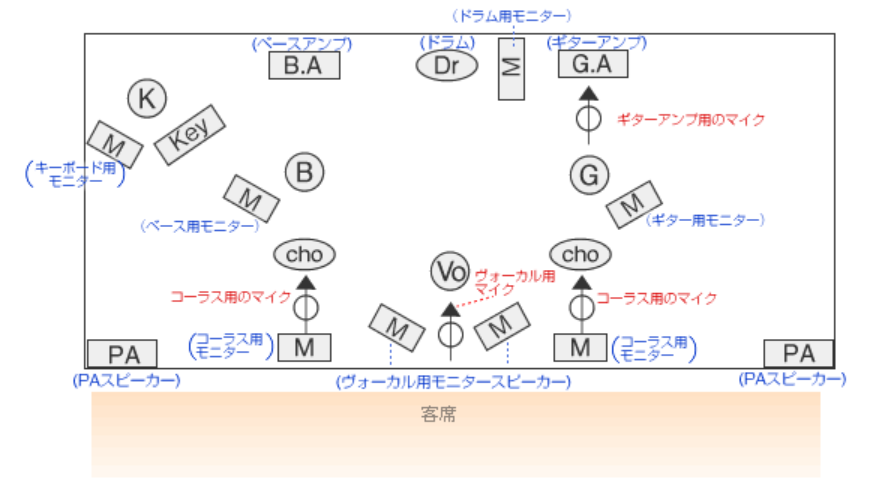 (ドラム用モニター)
(ベースアンプ)
(ドラム)
(ギターアンプ)
B.A
Dr
M
G.A
K
ギターアンプ用のマイク
Key
M
(キーボード用
モニター)
B
G
M
M
(ベース用モニター)
(ギター用モニター)
cho
cho
Vo
ヴォーカル用
マイク
コーラス用のマイク
コーラス用のマイク
M
M
(コーラス用
モニター)
M
M
(コーラス用
モニター)
PA
PA
(PAスピーカー)
(ヴォーカル用モニタースピーカー)
(PAスピーカー)
客席